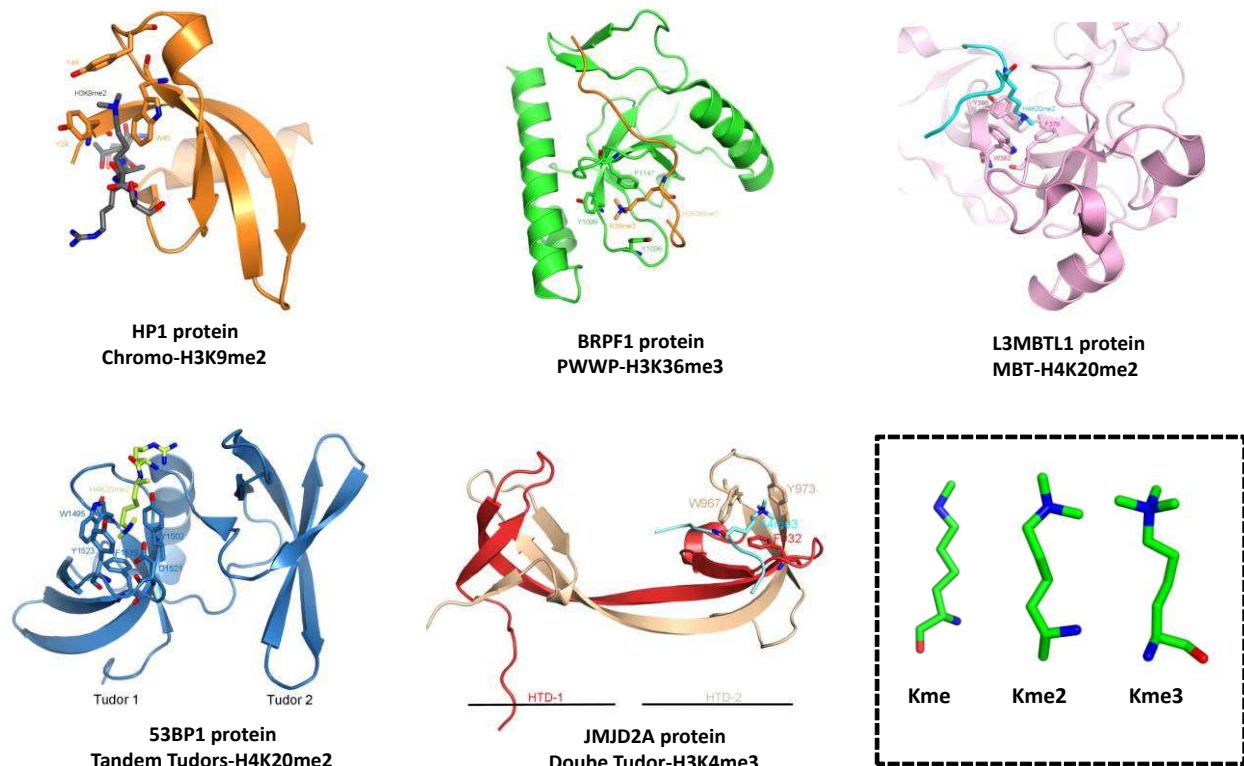 Y48
H3K9me2
Y24
W45
HP1 protein
Chromo-H3K9me2
F1147
Y1099
K36me3
H3K36me3
Y1096
BRPF1 protein
PWWP-H3K36me3
H4K20me2
F379
W382
L3MBTL1 protein
MBT-H4K20me2
H4K20me2
W1495
Y1502
Y1523
F1519
D1521
Tudor 1
Tudor 2
53BP1 protein
Tandem Tudors-H4K20me2
W967
Y973
F932
HTD-1
HTD-2
JMJD2A protein
Doube Tudor-H3K4me3
Kme
Kme2
Kme3